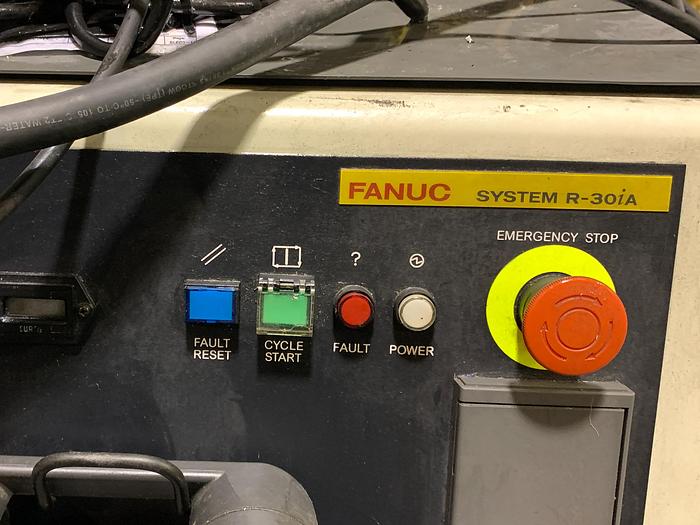 FANUC SYSTEM R-30iA
EMERGENCY STOP
?
FAULT
RESET
CYCLE
START
FAULT
POWER